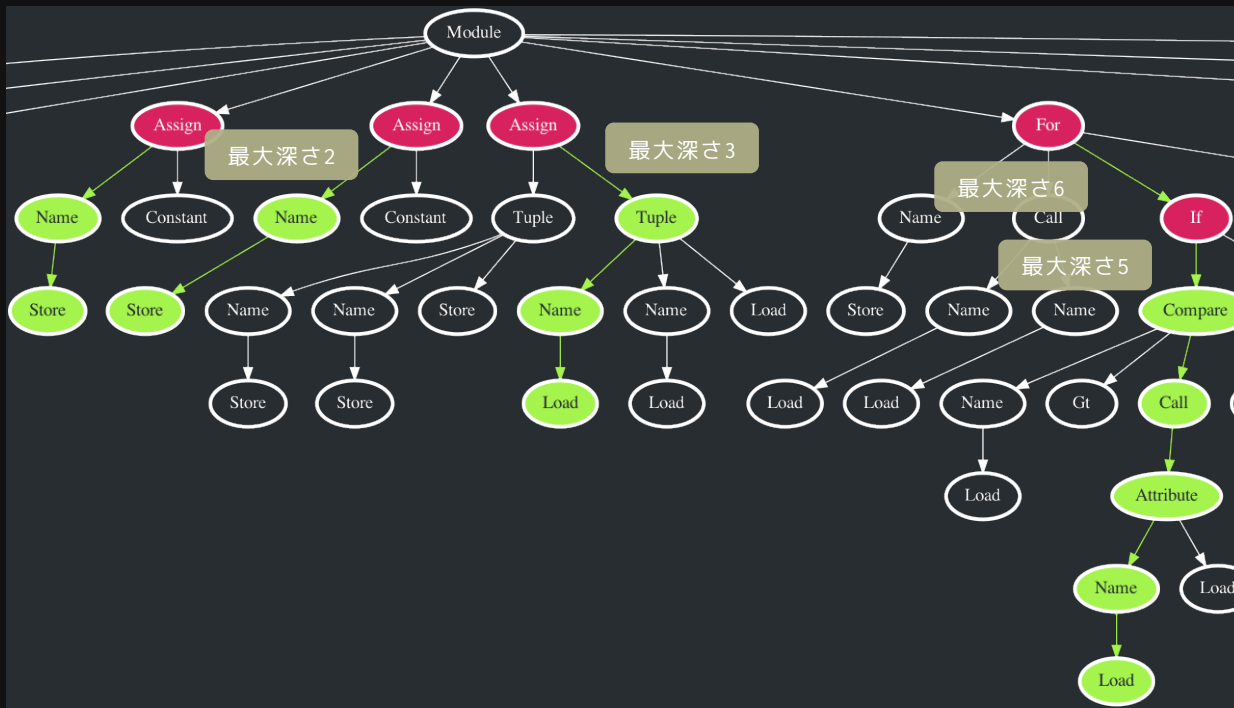 Module
Assign
Assign
Assign
For
最大深さ2
最大深さ3
最大深さ6
Name
Constant
Name
Constant
Tuple
Tuple
Name
Call
If
最大深さ5
Store
Store
Name
Name
Store
Name
Name
Load
Store
Name
Name
Compare
Store
Store
Load
Load
Load
Load
Name
Gt
Call
Load
Attribute
Name
Load
Load